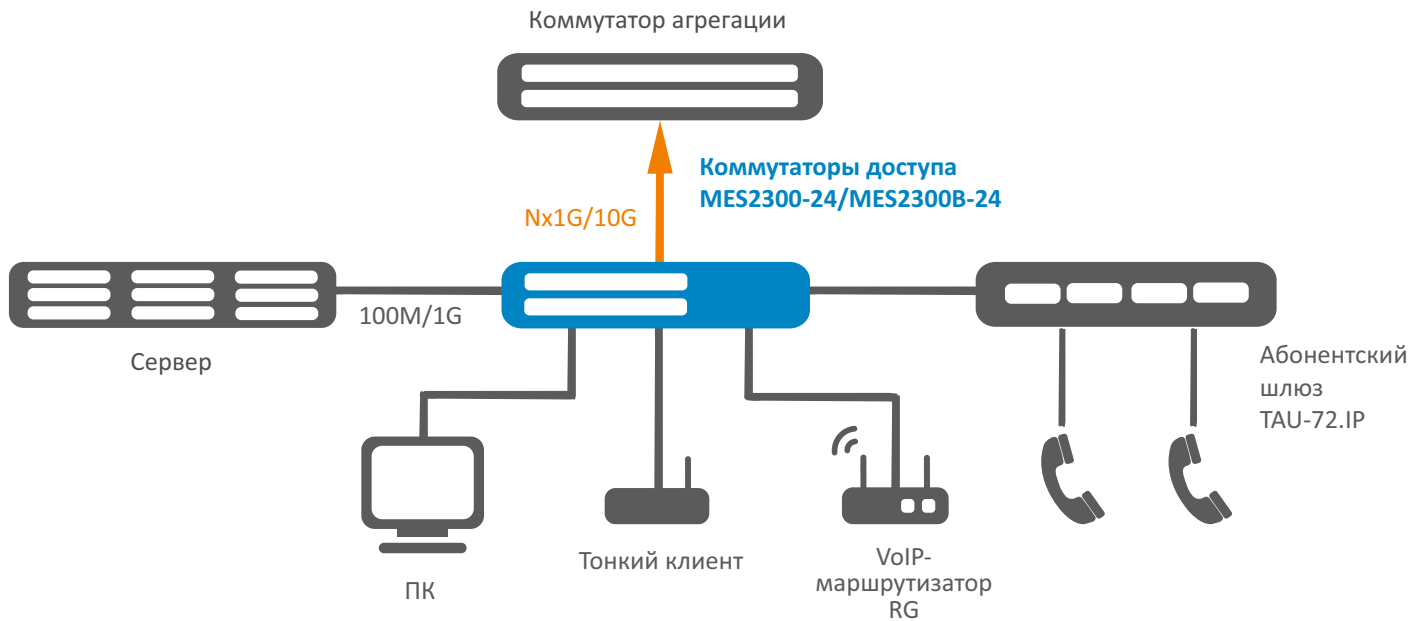 Коммутатор агрегации
Коммутаторы доступа
MES2300-24/MES2300B-24
Nx1G/10G
100M/1G
Сервер
Абонентский
шлюз
TAU-72.IP
ПК
Тонкий клиент
VoIP-
маршрутизатор
RG